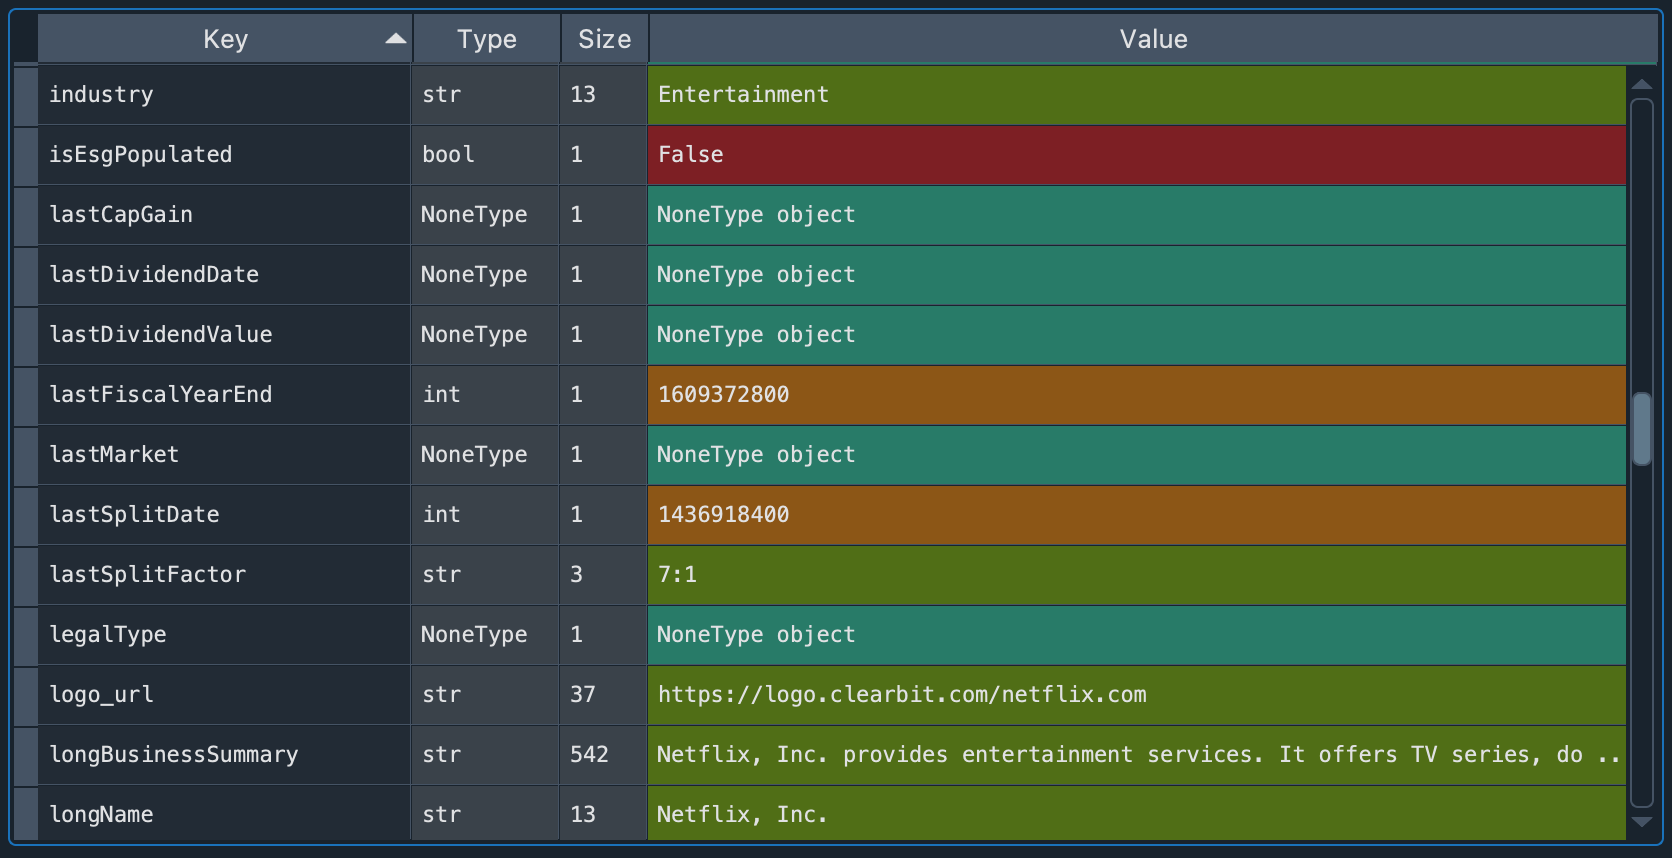 Key Type Size Value
industry str 13 Entertainment
isEsgPopulated bool 1 False
lastCapGain NoneType 1 NoneType object
lastDividendDate NoneType 1 NoneType object
lastDividendValue NoneType 1 NoneType object
lastFiscalYearEnd int 1 1609372800
lastMarket NoneType 1 NoneType object
lastSplitDate int 1 1436918400
lastSplitFactor str 3 7:1
legalType NoneType 1 NoneType object
logo_url str 37 https://logo.clearbit.com/netflix.com
longBusinessSummary str 542 Netflix, Inc. provides entertainment services. It offers TV series, do ..
longName str 13 Netflix, Inc.